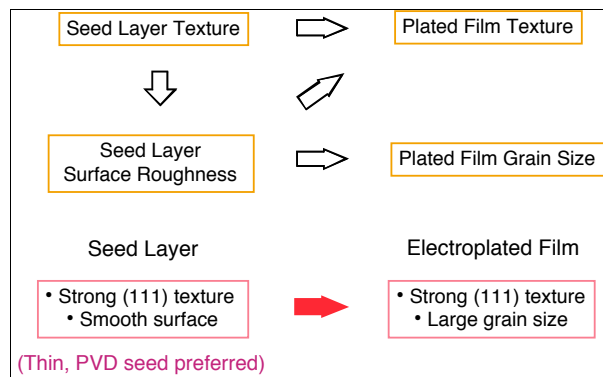 Seed Layer Texture
Plated Film Texture
Seed Layer
Surface Roughness
Plated Film Grain Size
Seed Layer
Electroplated Film
• Strong (111) texture
• Smooth surface
• Strong (111) texture
• Large grain size
(Thin, PVD seed preferred)